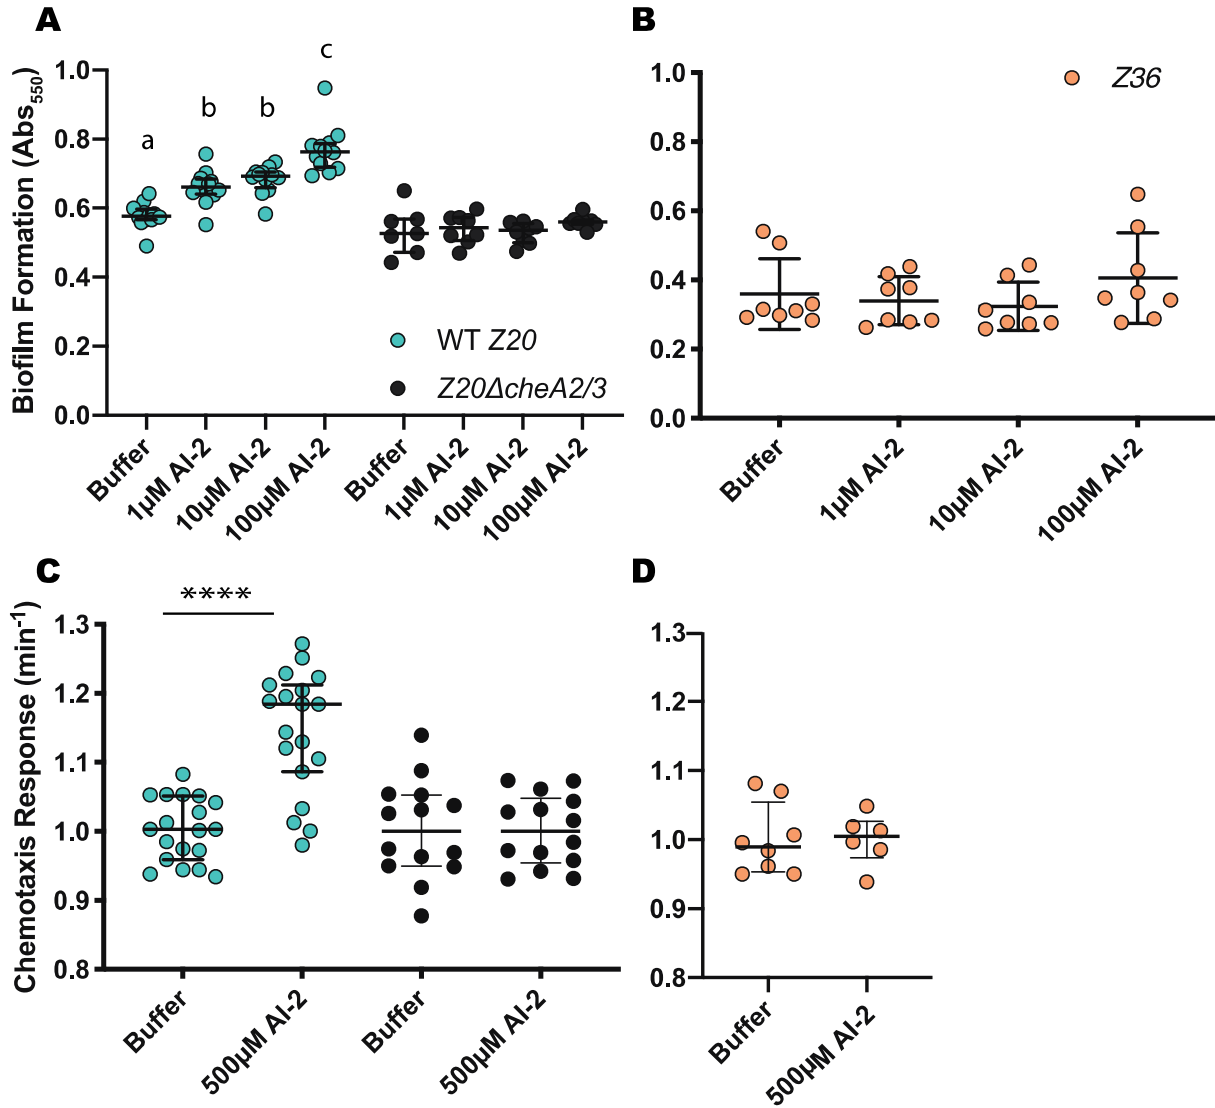 A
Biofilm Formation (Abs550)
1.0
0.8
0.6
0.4
0.2
0.0
a
b
b
c
WT Z20
Z20ΔcheA2/3
Buffer
1µM AI-2
10µM AI-2
100µM AI-2
Buffer
1µM AI-2
10µM AI-2
100µM AI-2
B
1.0
0.8
0.6
0.4
0.2
0.0
Z36
Buffer
1µM AI-2
10µM AI-2
100µM AI-2
C
Chemotaxis Response (min-1)
1.3
1.2
1.1
1.0
0.9
0.8
****
Buffer
500µM AI-2
Buffer
500µM AI-2
D
1.3
1.2
1.1
1.0
0.9
0.8
Buffer
500µM AI-2